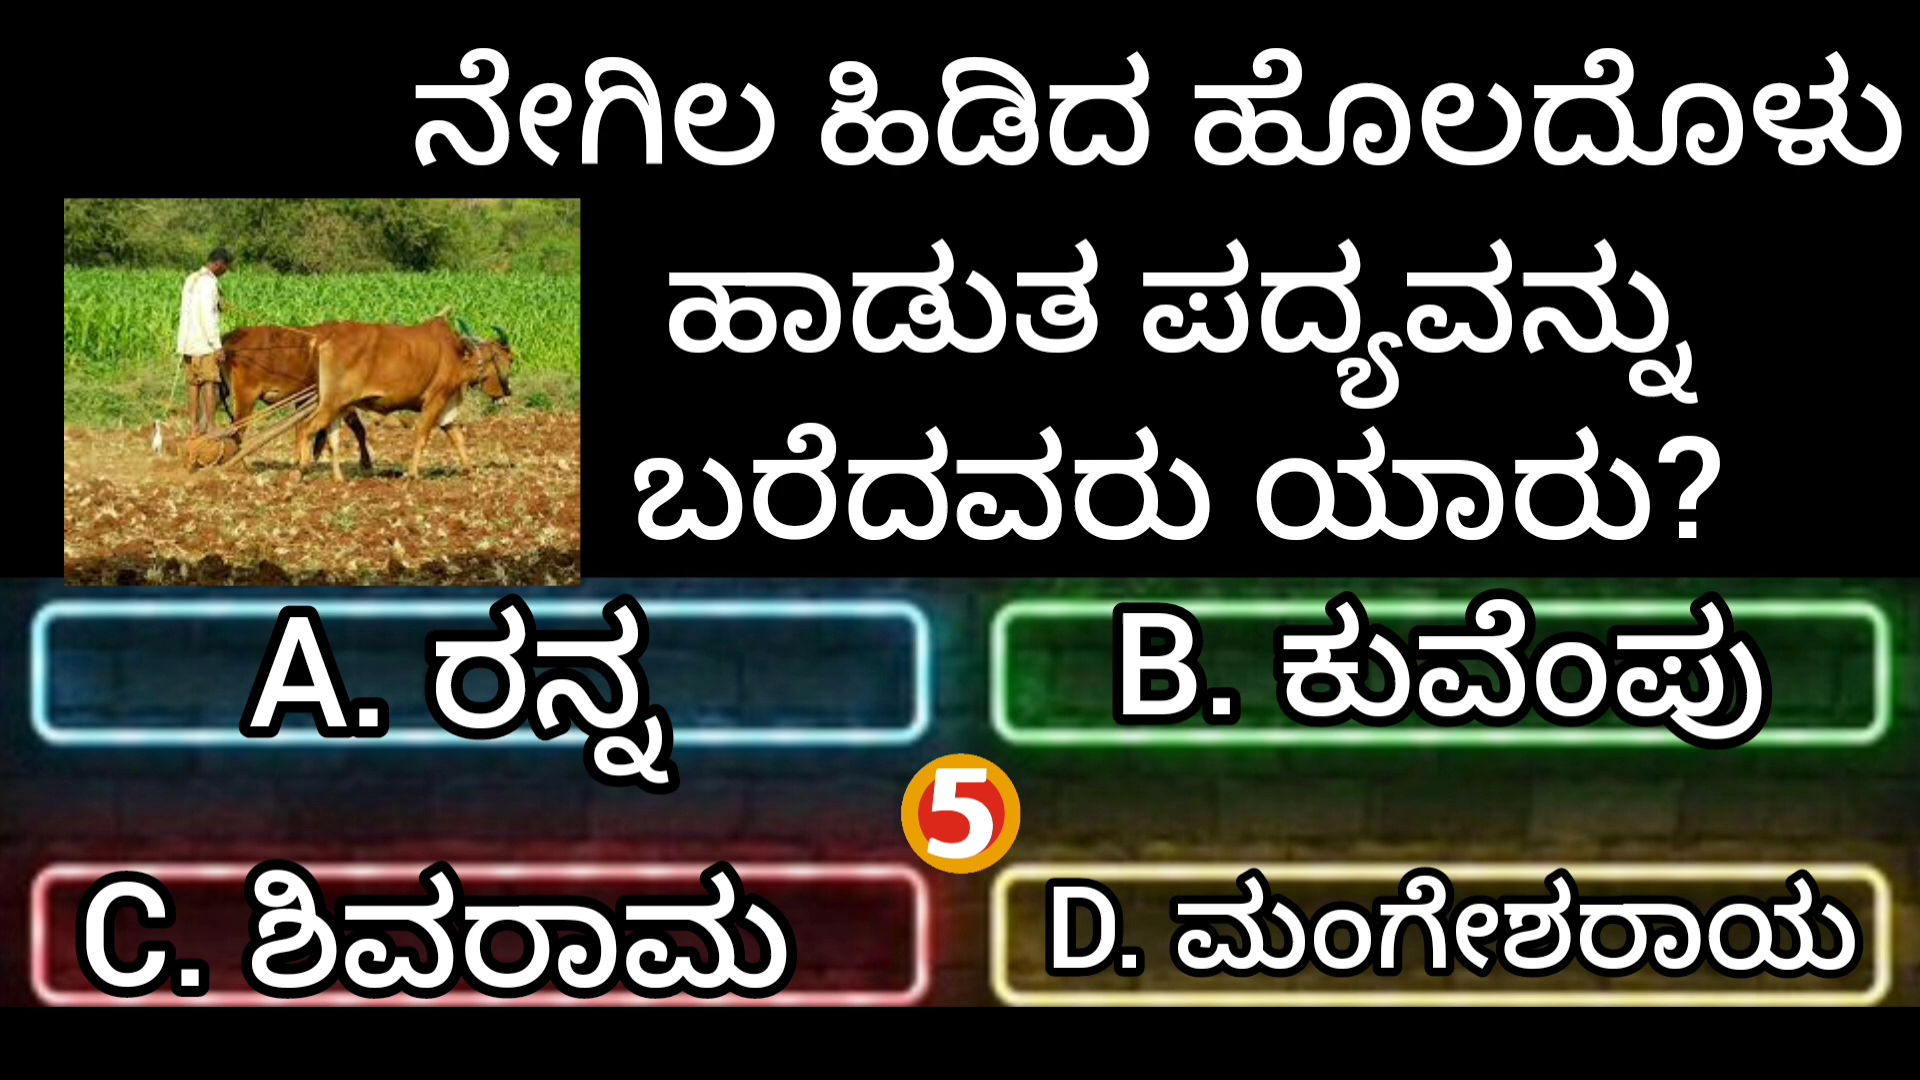 ನೇಗಿಲ ಹಿಡಿದ ಹೊಲದೊಳು
ಹಾಡುತ ಪದ್ಯವನ್ನು
ಬರೆದವರು ಯಾರು?
A. ರನ್ನ
B. ಕುವೆಂಪು
5
C. ಶಿವರಾಮ
D. ಮಂಗೇಶರಾಯ